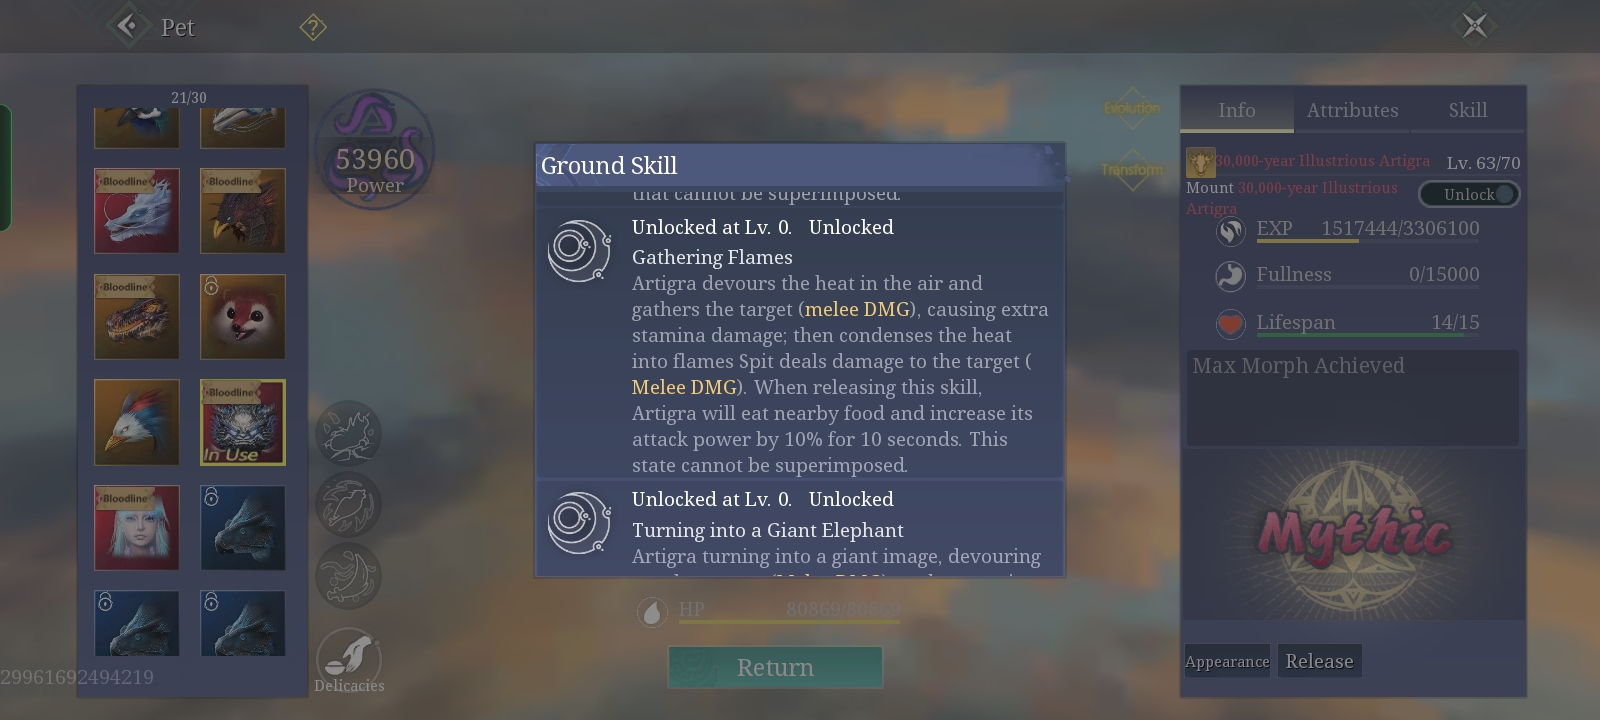 Pet
?
21/30
Bloodline
Bloodline
Bloodline
Bloodline
In Use
Bloodline
53960
Power
Delicacies
29961692494219
Ground Skill
that cannot be superimposed.
Unlocked at Lv. 0. Unlocked
Gathering Flames
Artigra devours the heat in the air and
gathers the target (melee DMG), causing extra
stamina damage; then condenses the heat
into flames Spit deals damage to the target (
Melee DMG). When releasing this skill,
Artigra will eat nearby food and increase its
attack power by 10% for 10 seconds. This
state cannot be superimposed.
Unlocked at Lv. 0. Unlocked
Turning into a Giant Elephant
Artigra turning into a giant image, devouring
HP 80869/80869
Return
Evolution
Transform
Info Attributes Skill
30,000-year Illustrious Artigra Lv. 63/70
Mount 30,000-year Illustrious
Artigra
Unlock
EXP 1517444/3306100
Fullness 0/15000
Lifespan 14/15
Max Morph Achieved
Mythic
Appearance Release